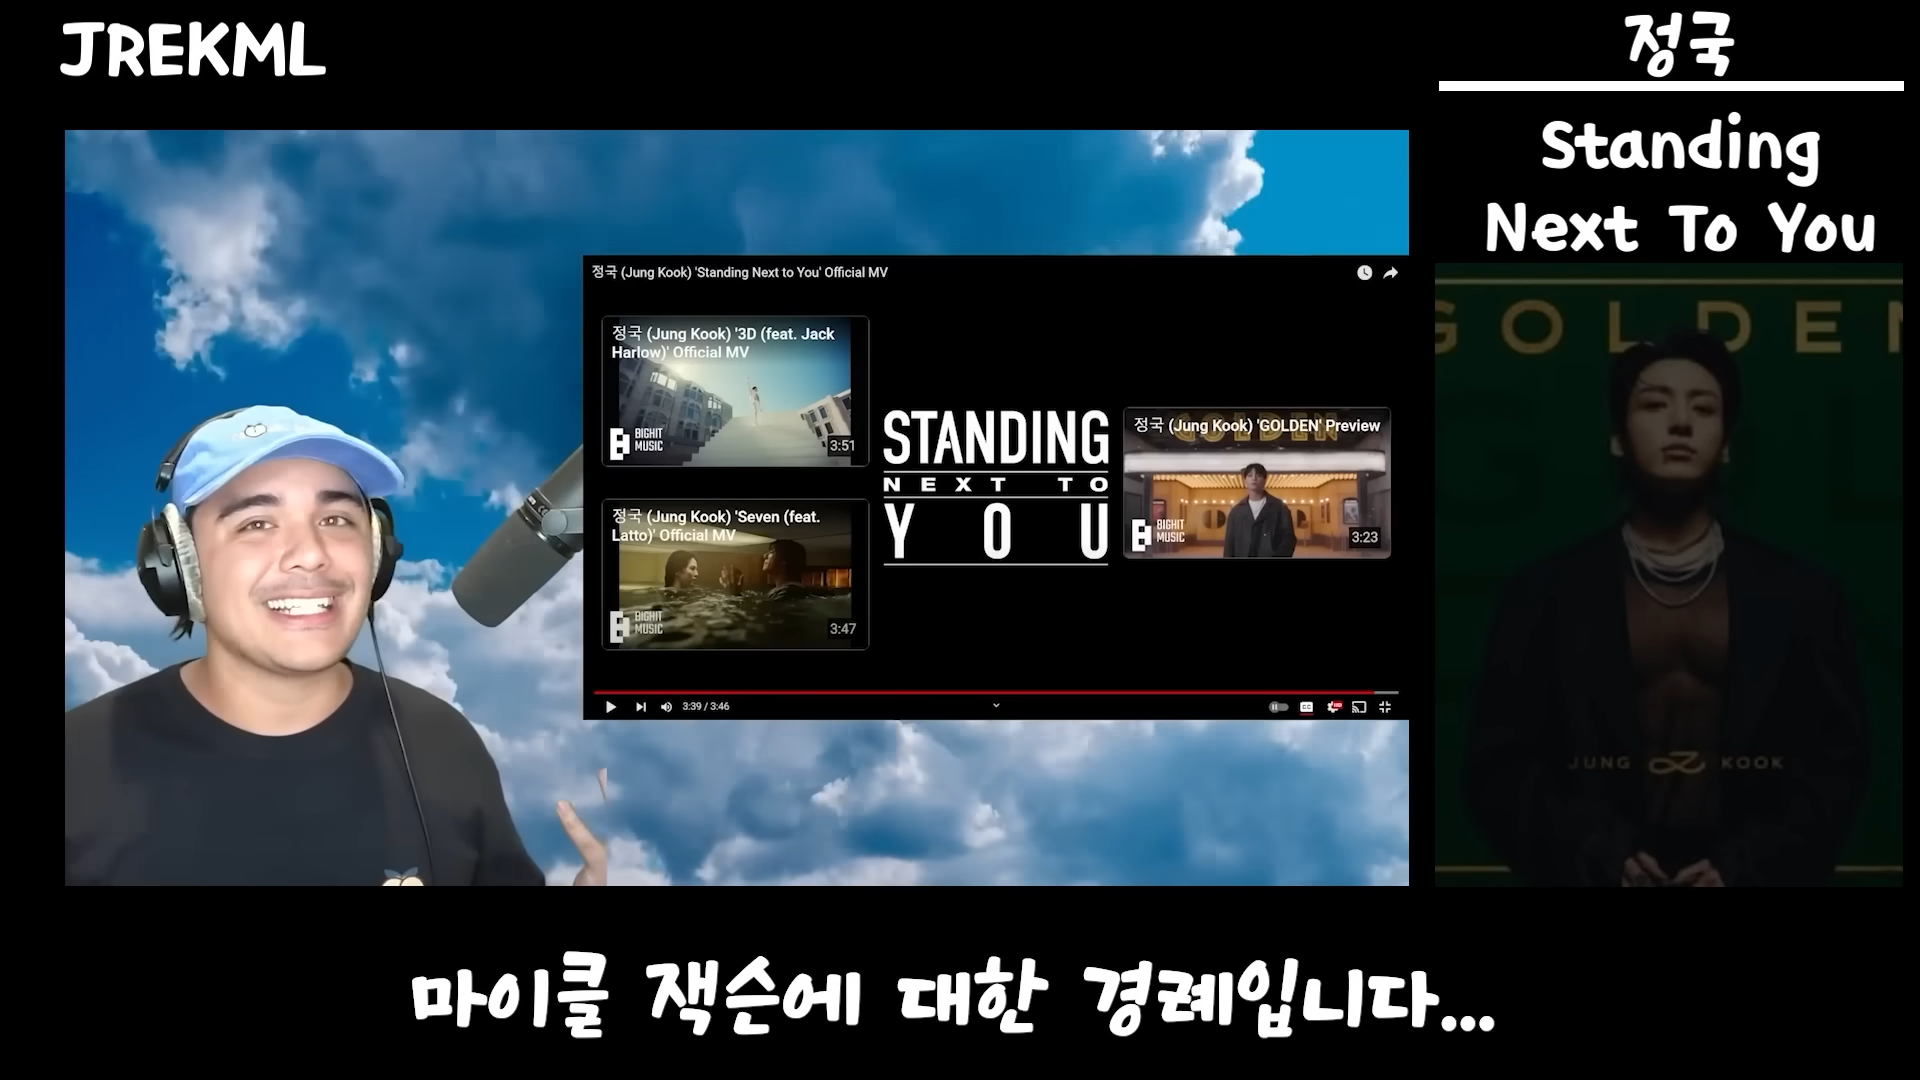 JREKML
정국
Standing
Next To You
정국 (Jung Kook) 'Standing Next to You' Official MV
정국 (Jung Kook) '3D (feat. Jack
Harlow)' Official MV
BIGHIT
MUSIC
3:51
정국 (Jung Kook) 'Seven (feat.
Latto)' Official MV
BIGHIT
MUSIC
3:47
STANDING
NEXT TO
YOU
GOLDEN
정국 (Jung Kook) 'GOLDEN' Preview
BIGHIT
MUSIC
3:23
3:39 / 3:46
CC
HD
GOLDEN
JUNG KOOK
마이클 잭슨에 대한 경례입니다...